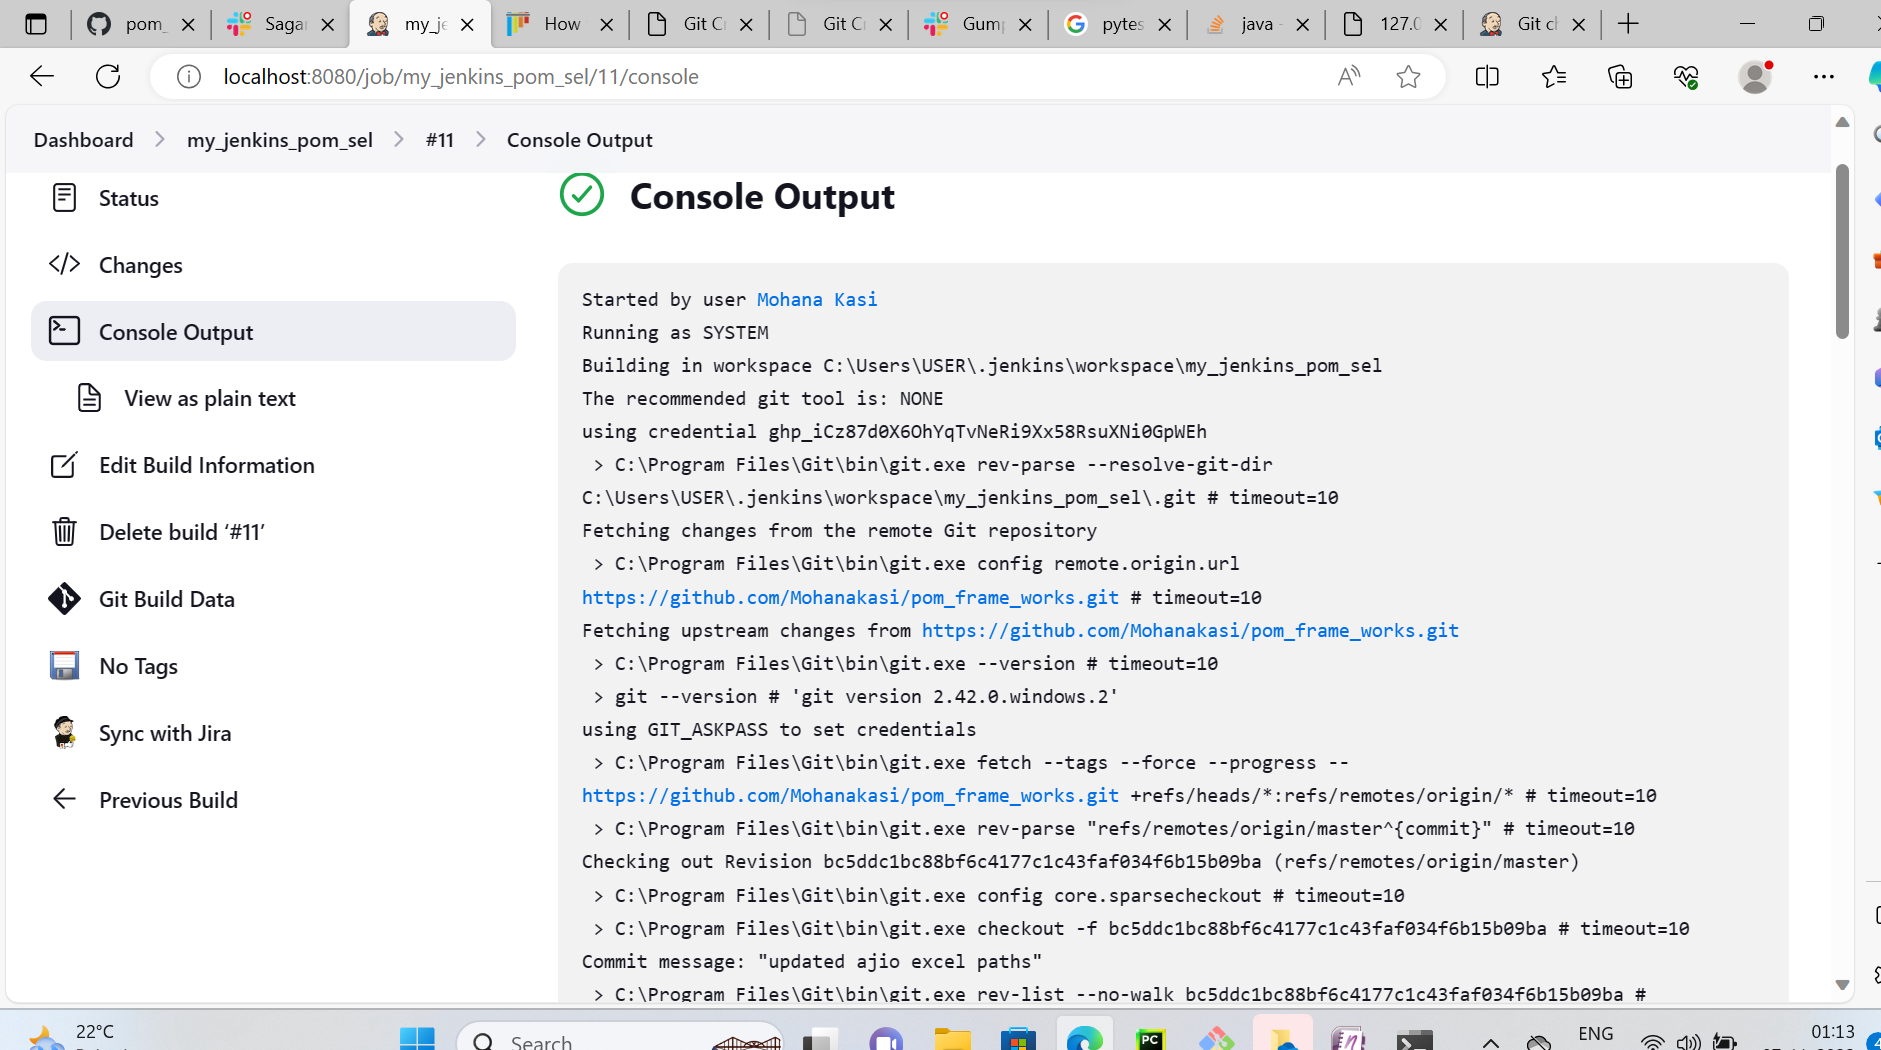 pom_
Sagar
my_je
How
Git Cr
Git Cr
Gump
pytes
java -
127.0
Git ch
localhost:8080/job/my_jenkins_pom_sel/11/console
Dashboard > my_jenkins_pom_sel > #11 > Console Output
Status
Changes
Console Output
View as plain text
Edit Build Information
Delete build ‘#11’
Git Build Data
No Tags
Sync with Jira
Previous Build
Console Output
Started by user Mohana Kasi
Running as SYSTEM
Building in workspace C:\Users\USER\.jenkins\workspace\my_jenkins_pom_sel
The recommended git tool is: NONE
using credential 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
> C:\Program Files\Git\bin\git.exe rev-parse --resolve-git-dir
C:\Users\USER\.jenkins\workspace\my_jenkins_pom_sel\.git # timeout=10
Fetching changes from the remote Git repository
> C:\Program Files\Git\bin\git.exe config remote.origin.url
https://github.com/Mohanakasi/pom_frame_works.git # timeout=10
Fetching upstream changes from https://github.com/Mohanakasi/pom_frame_works.git
> C:\Program Files\Git\bin\git.exe --version # timeout=10
> git --version # 'git version 2.42.0.windows.2'
using GIT_ASKPASS to set credentials
> C:\Program Files\Git\bin\git.exe fetch --tags --force --progress --
https://github.com/Mohanakasi/pom_frame_works.git +refs/heads/*:refs/remotes/origin/* # timeout=10
> C:\Program Files\Git\bin\git.exe rev-parse "refs/remotes/origin/master^{commit}" # timeout=10
Checking out Revision bc5ddc1bc88bf6c4177c1c43faf034f6b15b09ba (refs/remotes/origin/master)
> C:\Program Files\Git\bin\git.exe config core.sparsecheckout # timeout=10
> C:\Program Files\Git\bin\git.exe checkout -f bc5ddc1bc88bf6c4177c1c43faf034f6b15b09ba # timeout=10
Commit message: "updated ajio excel paths"
> C:\Program Files\Git\bin\git.exe rev-list --no-walk bc5ddc1bc88bf6c4177c1c43faf034f6b15b09ba #
22°C
Search
PC
ENG
01:13